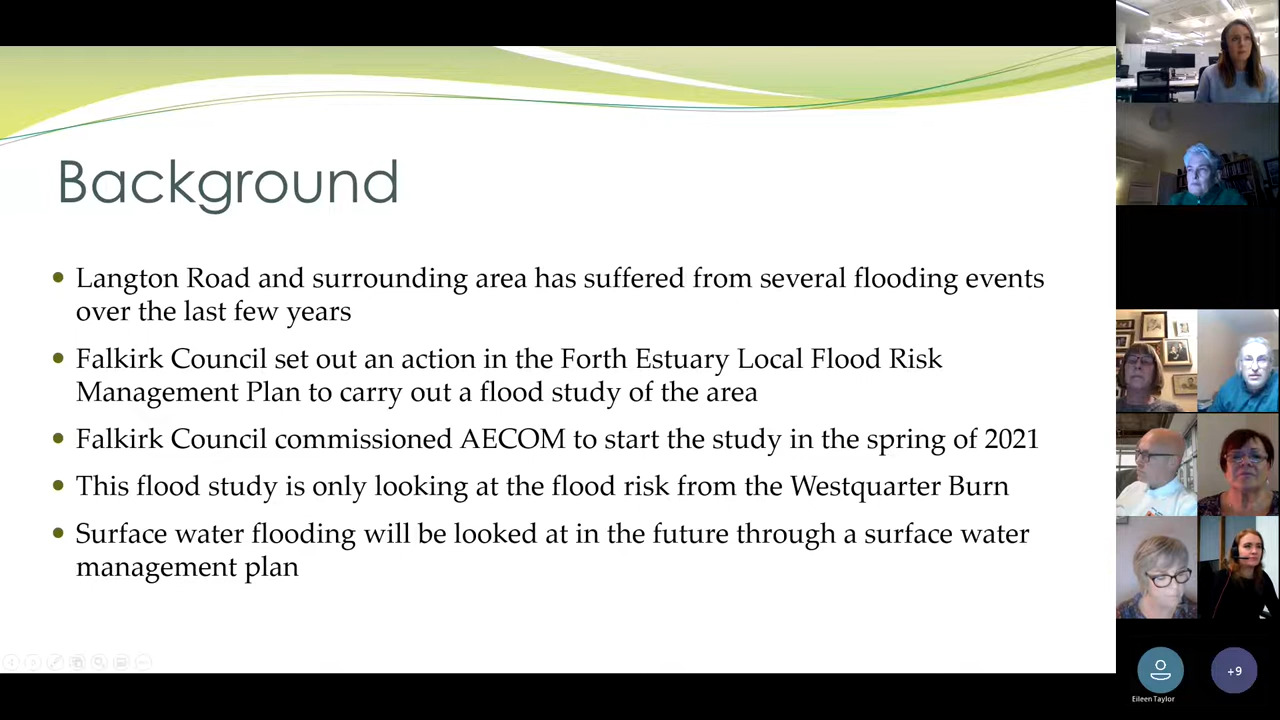 Background
• Langton Road and surrounding area has suffered from several flooding events
over the last few years
• Falkirk Council set out an action in the Forth Estuary Local Flood Risk
Management Plan to carry out a flood study of the area
• Falkirk Council commissioned AECOM to start the study in the spring of 2021
• This flood study is only looking at the flood risk from the Westquarter Burn
• Surface water flooding will be looked at in the future through a surface water
management plan
+9
Eileen Taylor